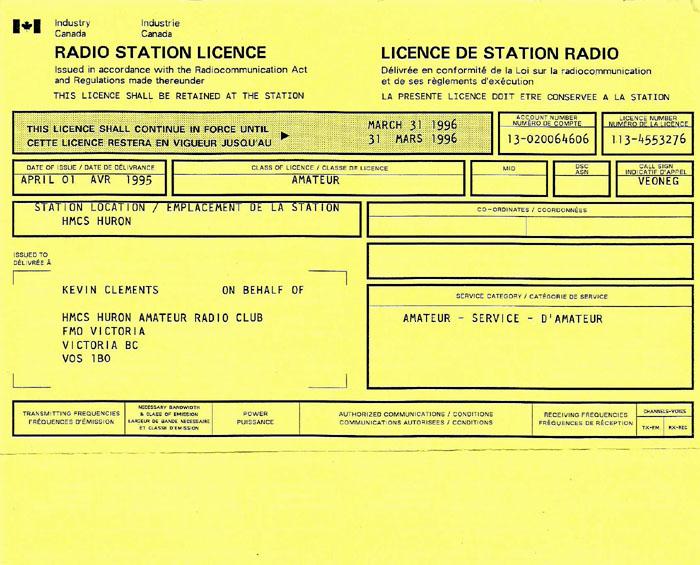 Industry Canada
Industrie Canada
RADIO STATION LICENCE
LICENCE DE STATION RADIO
Issued in accordance with the Radiocommunication Act
and Regulations made thereunder
Délivrée en conformité de la Loi sur la radiocommunication
et de ses règlements d'exécution
THIS LICENCE SHALL BE RETAINED AT THE STATION
LA PRESENTE LICENCE DOIT ETRE CONSERVEE A LA STATION
THIS LICENCE SHALL CONTINUE IN FORCE UNTIL
CETTE LICENCE RESTERA EN VIGUEUR JUSQU'AU
MARCH 31 1996
31 MARS 1996
ACCOUNT NUMBER
NUMÉRO DE COMPTE
13-020064606
LICENCE NUMBER
NUMÉRO DE LA LICENCE
113-4553276
DATE OF ISSUE / DATE DE DÉLIVRANCE
APRIL 01 AVR 1995
CLASS OF LICENCE / CLASSE DE LICENCE
AMATEUR
MID
DSC
ASN
CALL SIGN
INDICATIF D'APPEL
VE0NEG
STATION LOCATION / EMPLACEMENT DE LA STATION
HMCS HURON
CO-ORDINATES / COORDONNÉES
ISSUED TO
DÉLIVRÉE À
KEVIN CLEMENTS ON BEHALF OF
HMCS HURON AMATEUR RADIO CLUB
FMO VICTORIA
VICTORIA BC
V0S 1B0
SERVICE CATEGORY / CATÉGORIE DE SERVICE
AMATEUR - SERVICE - D'AMATEUR
TRANSMITTING FREQUENCIES
FRÉQUENCES D'ÉMISSION
NECESSARY BANDWIDTH
& CLASS OF EMISSION
LARGEUR DE BANDE NECESSAIRE
ET CLASSE D'EMISSION
POWER
PUISSANCE
AUTHORIZED COMMUNICATIONS / CONDITIONS
COMMUNICATIONS AUTORISEES / CONDITIONS
RECEIVING FREQUENCIES
FRÉQUENCES DE RÉCEPTION
CHANNELS-VOICES
TX-EM
RX-REC